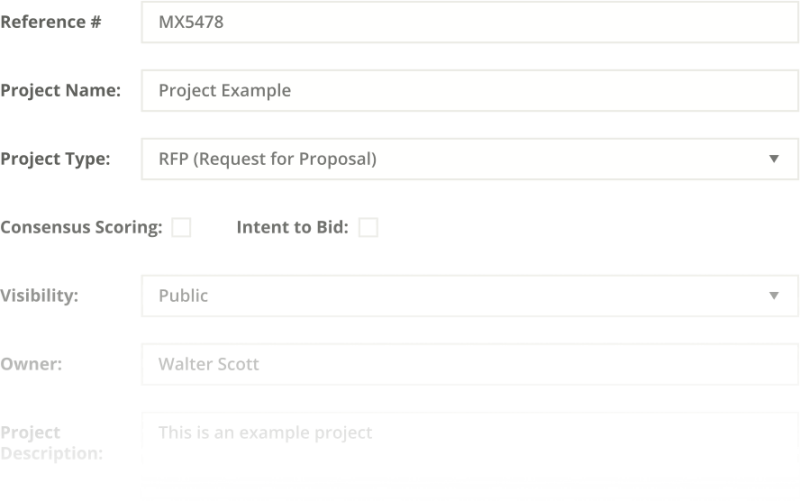 Reference # MX5478
Project Name: Project Example
Project Type: RFP (Request for Proposal)
Consensus Scoring: Intent to Bid:
Visibility: Public
Owner: Walter Scott
Project This is an example project
Description: